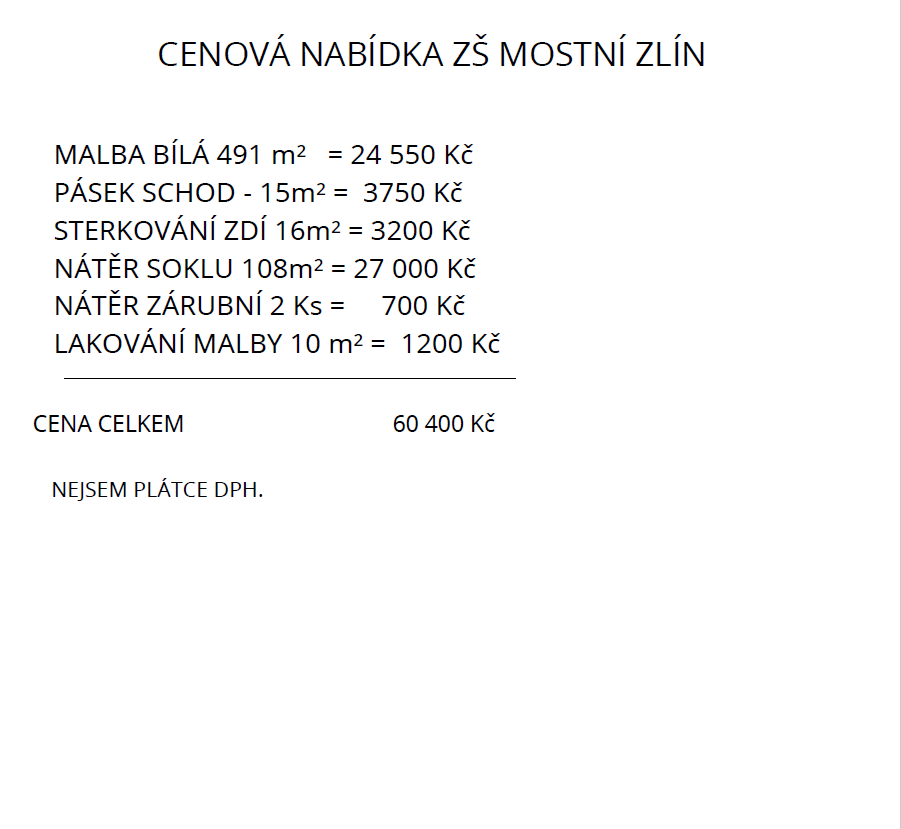 CENOVÁ NABÍDKA ZŠ MOSTNÍ ZLÍN
MALBA BÍLÁ 491 m² = 24 550 Kč
PÁSEK SCHOD - 15m² = 3750 Kč
STERKOVÁNÍ ZDÍ 16m² = 3200 Kč
NÁTĚR SOKLU 108m² = 27 000 Kč
NÁTĚR ZÁRUBNÍ 2 Ks = 700 Kč
LAKOVÁNÍ MALBY 10 m² = 1200 Kč
CENA CELKEM 60 400 Kč
NEJSEM PLÁTCE DPH.